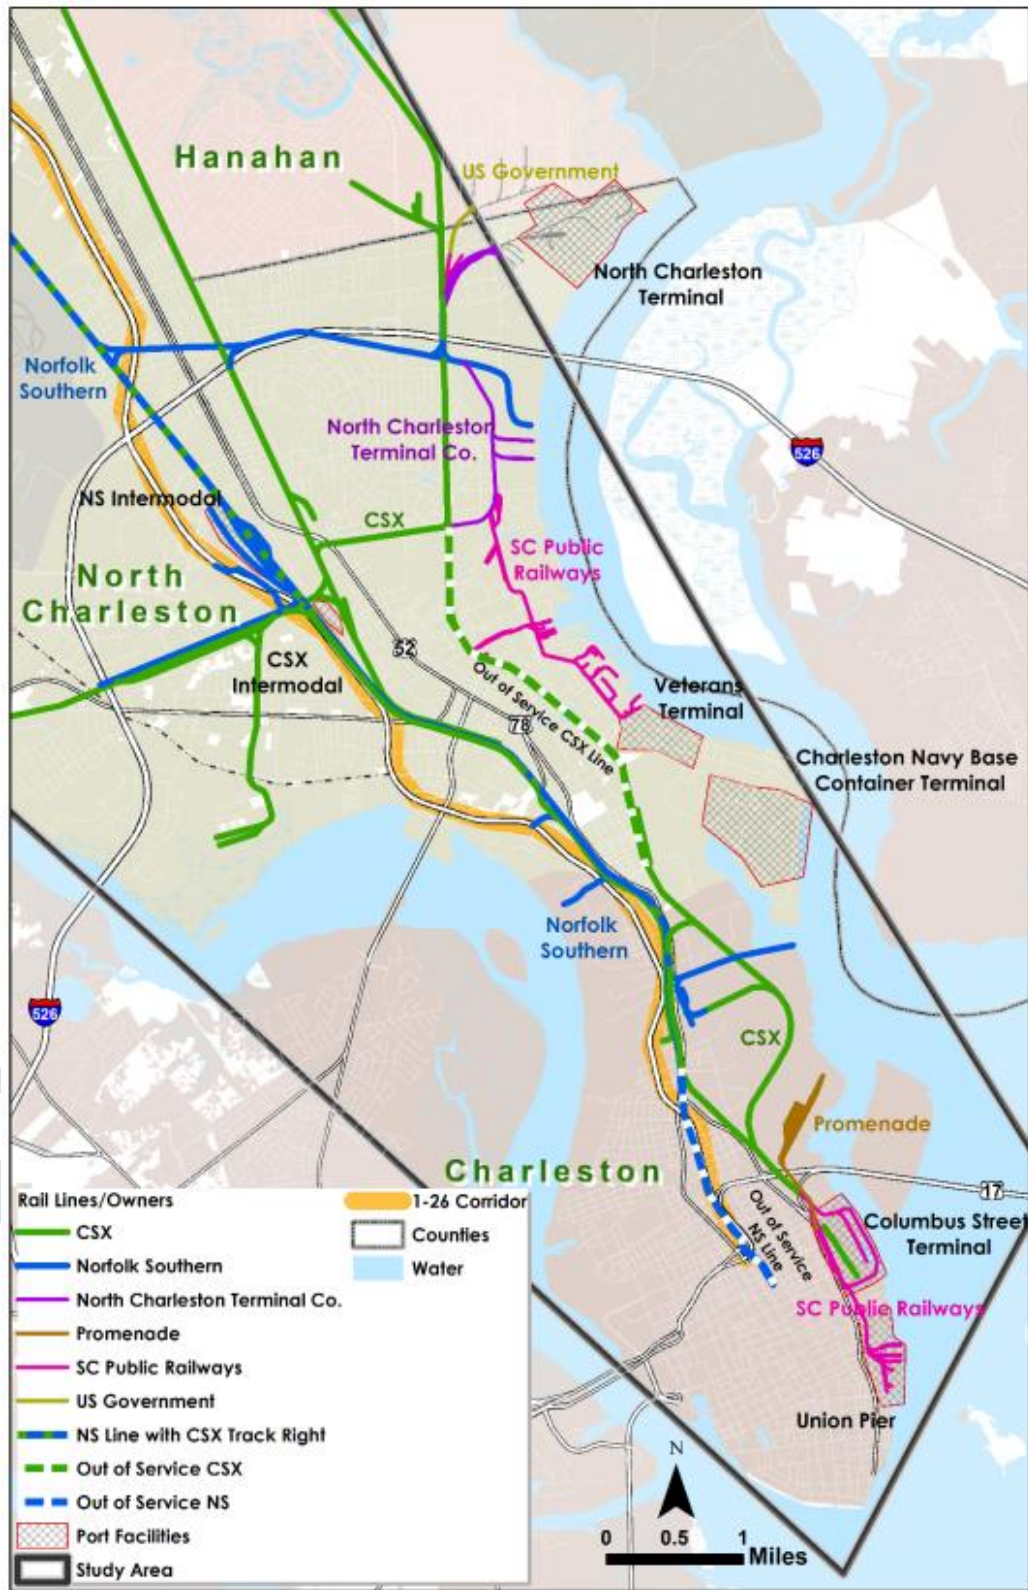 Hanahan
US Government
North Charleston
Terminal
526
Norfolk
Southern
North Charleston
Terminal Co.
NS Intermodal
CSX
SC Public
Railways
North
Charleston
52
CSX
Intermodal
78
Out of Service CSX Line
Veterans
Terminal
Charleston Navy Base
Container Terminal
Norfolk
Southern
526
CSX
Promenade
Charleston
17
Out of Service
NS Line
Columbus Street
Terminal
SC Public Railways
Union Pier
Rail Lines/Owners
CSX
Norfolk Southern
North Charleston Terminal Co.
Promenade
SC Public Railways
US Government
NS Line with CSX Track Right
Out of Service CSX
Out of Service NS
Port Facilities
Study Area
1-26 Corridor
Counties
Water
N
0 0.5 1
Miles